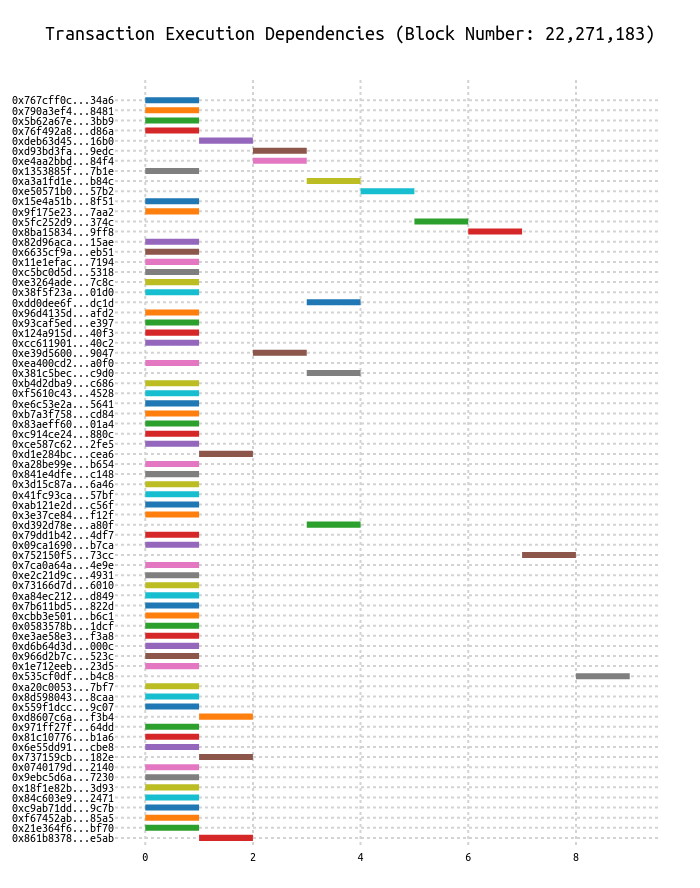 Transaction Execution Dependencies (Block Number: 22,271,183)
0x767cff0c...34a6
0x790a3ef4...8481
0x5b62a67e...3bb9
0x76f492a8...d86a
0xdeb63d45...16b0
0xd93bd3fa...9edc
0xe4aa2bbd...84f4
0x1353885f...7b1e
0xa3a1fd1e...b84c
0xe50571b0...57b2
0x15e4a51b...8f51
0x9f175e23...7aa2
0x5fc252d9...374c
0x8ba15834...9ff8
0x82d96aca...15ae
0x6635cf9a...eb51
0x11e1efac...7194
0xc5bc0d5d...5318
0xe3264ade...7c8c
0x38f5f23a...01d0
0xdd0dee6f...dc1d
0x96d4135d...afd2
0x93caf5ed...e397
0x124a915d...40f3
0xcc611901...40c2
0xe39d5600...9047
0xea400cd2...a0f0
0x381c5bec...c9d0
0xb4d2dba9...c686
0xf5610c43...4528
0xe6c53e2a...5641
0xb7a3f758...cd84
0x83aeff60...01a4
0xc914ce24...880c
0xce587c62...2fe5
0xd1e284bc...cea6
0xa28be99e...b654
0x841e4dfe...c148
0x3d15c87a...6a46
0x41fc93ca...57bf
0xab121e2d...c56f
0x3e37ce84...f12f
0xd392d78e...a80f
0x79dd1b42...4df7
0x09ca1690...b7ca
0x752150f5...73cc
0x7ca0a64a...4e9e
0xe2c21d9c...4931
0x73166d7d...6010
0xa84ec212...d849
0x7b611bd5...822d
0xcbb3e501...b6c1
0x0583578b...1dcf
0xe3ae58e3...f3a8
0xd6b64d3d...000c
0x966d2b7c...523c
0x1e712eeb...23d5
0x535cf0df...b4c8
0xa20c0053...7bf7
0x8d598043...8caa
0x559f1dcc...9c07
0xd8607c6a...f3b4
0x971ff27f...64dd
0x81c10776...b1a6
0x6e55dd91...cbe8
0x737159cb...182e
0x0740179d...2140
0x9ebc5d6a...7230
0x18f1e82b...3d93
0x84c603e9...2471
0xc9ab71dd...9c7b
0xf67452ab...85a5
0x21e364f6...bf70
0x861b8378...e5ab
0 2 4 6 8